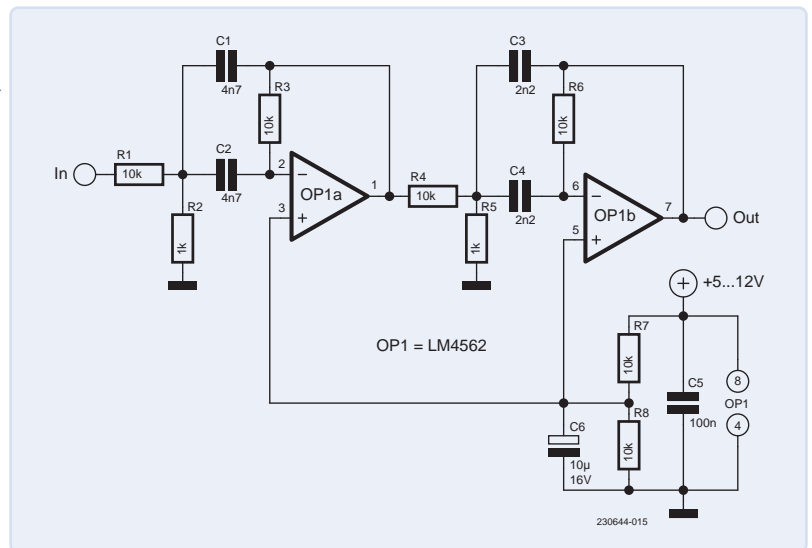 C1
4n7
C3
2n2
R3
10k
R6
10k
In
R1
10k
C2
4n7
2
−
3
+
OP1a
1
R4
10k
C4
2n2
6
−
5
+
OP1b
7
Out
R2
1k
R5
1k
+
+5...12V
OP1 = LM4562
R7
10k
C5
100n
8
OP1
4
R8
10k
C6
10µ
16V
230644-015